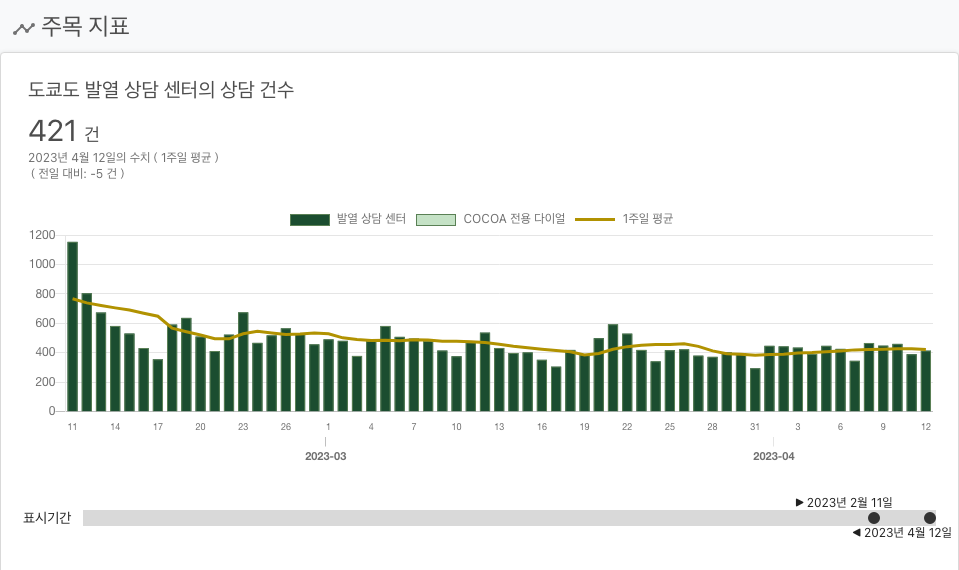 주목 지표
도쿄도 발열 상담 센터의 상담 건수
421 건
2023년 4월 12일의 수치 ( 1주일 평균 )
( 전일 대비: -5 건 )
발열 상담 센터 COCOA 전용 다이얼 1주일 평균
1200
1000
800
600
400
200
0
11 14 17 20 23 26 1 4 7 10 13 16 19 22 25 28 31 3 6 9 12
2023-03 2023-04
▶ 2023년 2월 11일
표시기간
◀ 2023년 4월 12일